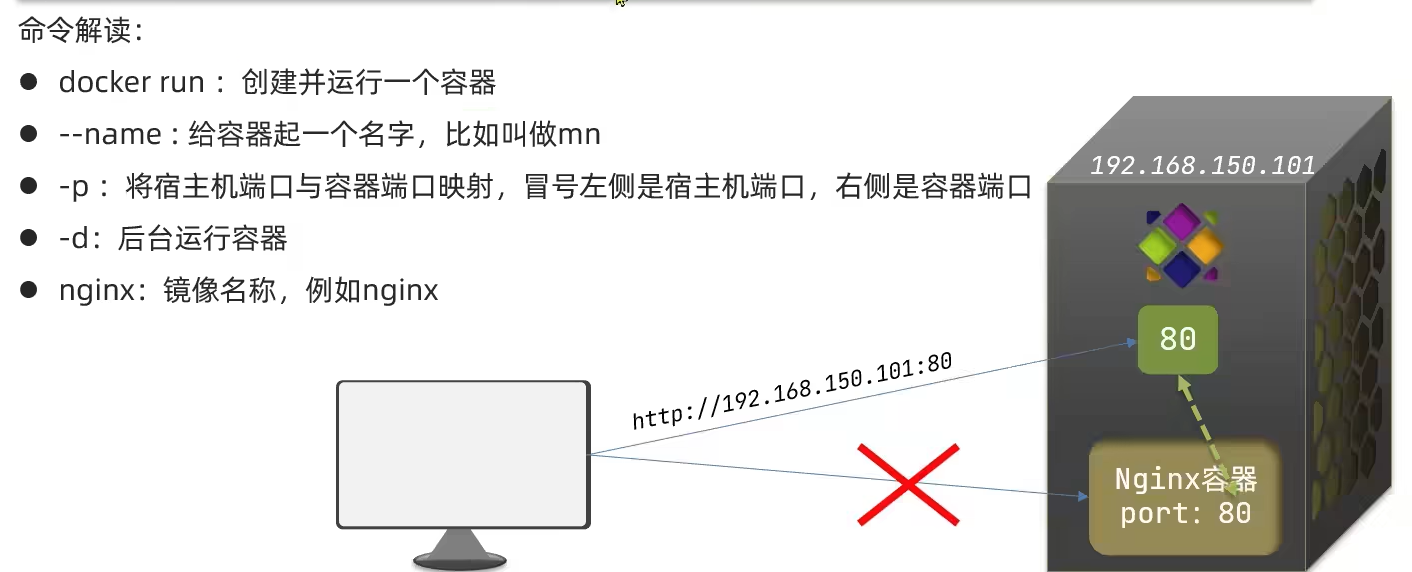 命令解读：
● docker run ：创建并运行一个容器
● --name : 给容器起一个名字，比如叫做mn
● -p ：将宿主机端口与容器端口映射，冒号左侧是宿主机端口，右侧是容器端口
● -d：后台运行容器
● nginx：镜像名称，例如nginx
192.168.150.101
80
http://192.168.150.101:80
Nginx容器
port: 80